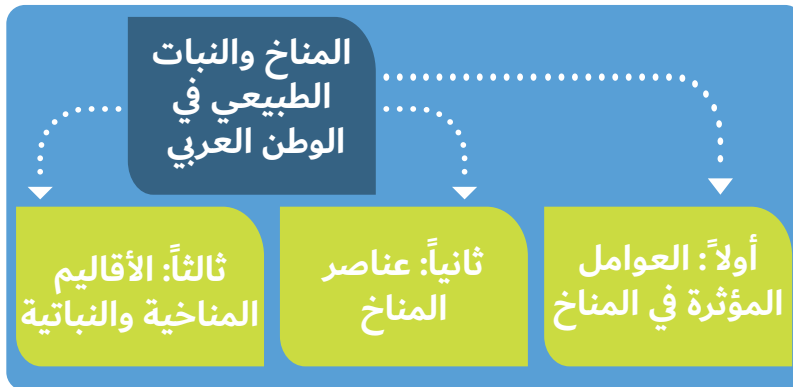 المناخ والنبات
الطبيعي في
الوطن العربي
أولاً: العوامل
المؤثرة في المناخ
ثانياً: عناصر
المناخ
ثالثاً: الأقاليم
المناخية والنباتية